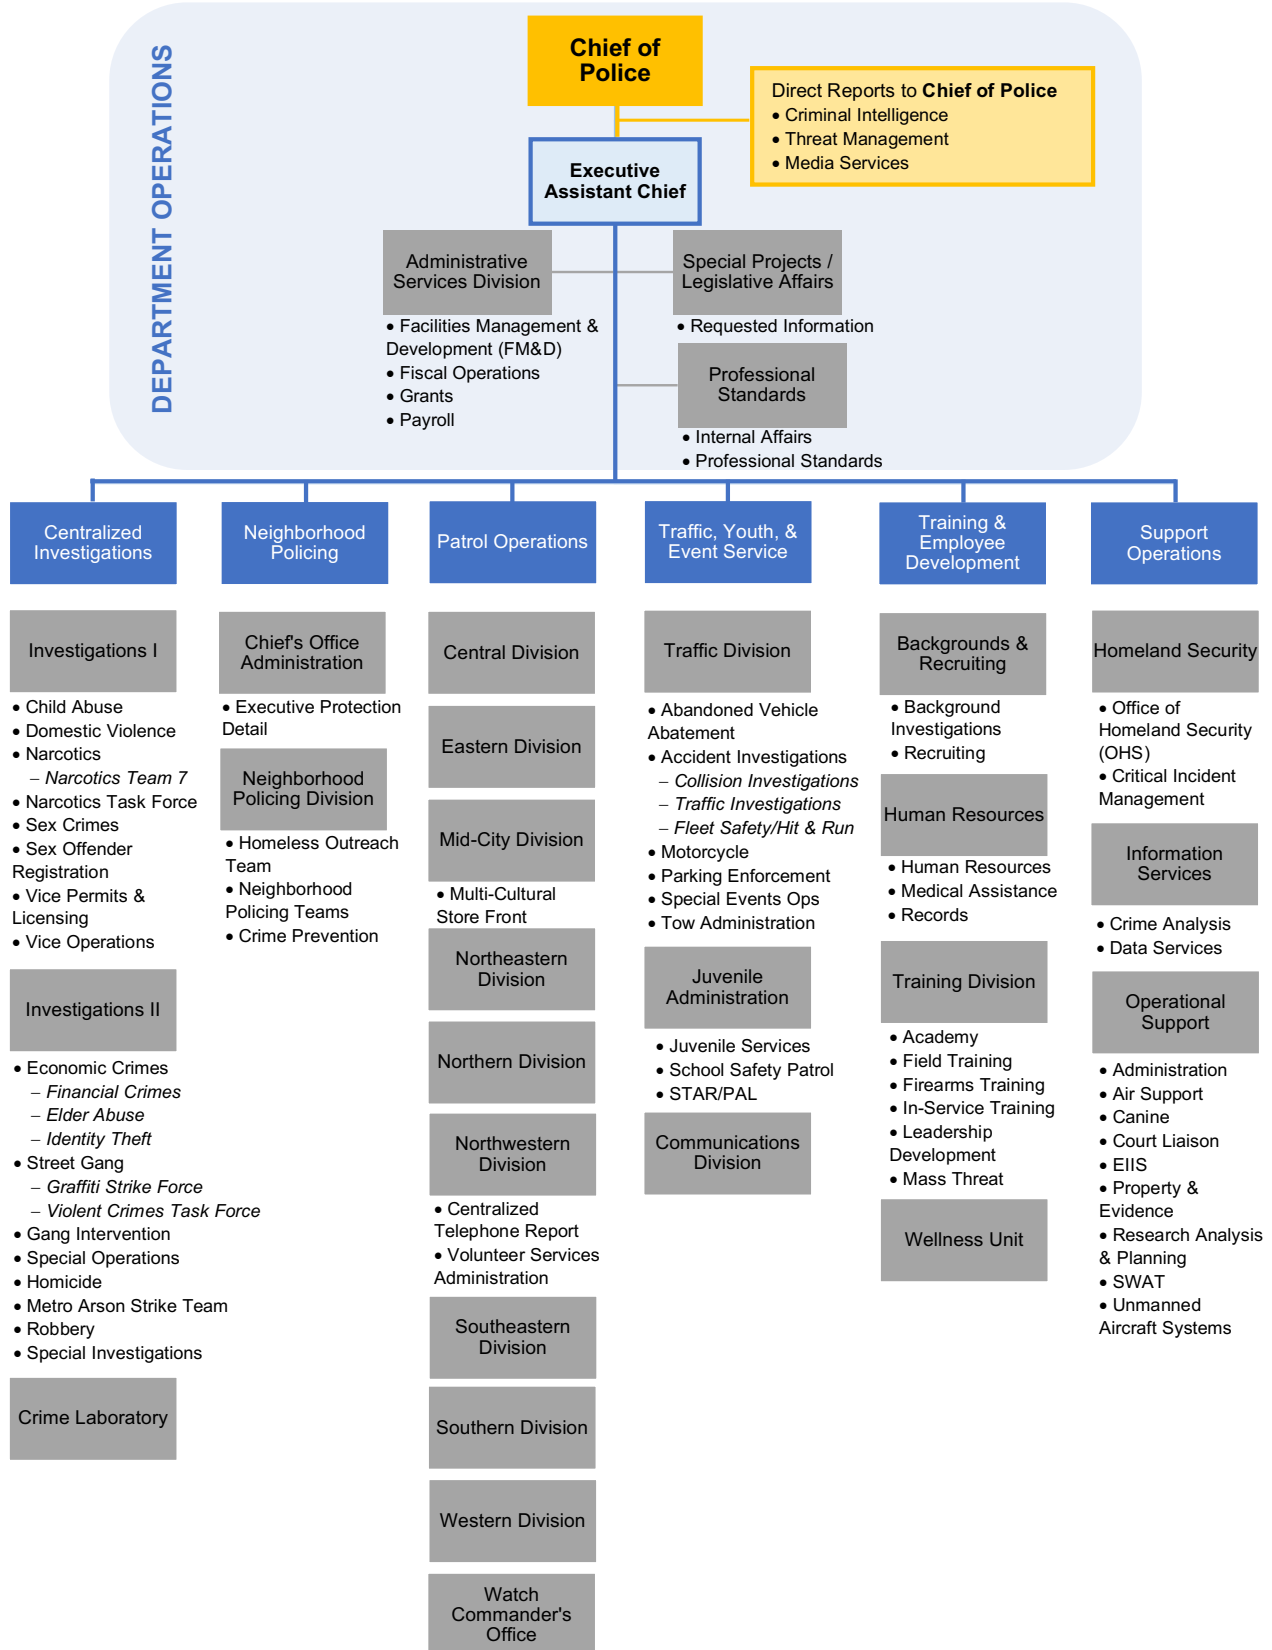 DEPARTMENT OPERATIONS
Chief of
Police
Direct Reports to Chief of Police
• Criminal Intelligence
• Threat Management
• Media Services
Executive
Assistant Chief
Administrative
Services Division
• Facilities Management &
Development (FM&D)
• Fiscal Operations
• Grants
• Payroll
Special Projects /
Legislative Affairs
• Requested Information
Professional
Standards
• Internal Affairs
• Professional Standards
Centralized
Investigations
Investigations I
• Child Abuse
• Domestic Violence
• Narcotics
– Narcotics Team 7
• Narcotics Task Force
• Sex Crimes
• Sex Offender
Registration
• Vice Permits &
Licensing
• Vice Operations
Investigations II
• Economic Crimes
– Financial Crimes
– Elder Abuse
– Identity Theft
• Street Gang
– Graffiti Strike Force
– Violent Crimes Task Force
• Gang Intervention
• Special Operations
• Homicide
• Metro Arson Strike Team
• Robbery
• Special Investigations
Crime Laboratory
Neighborhood
Policing
Chief's Office
Administration
• Executive Protection
Detail
Neighborhood
Policing Division
• Homeless Outreach
Team
• Neighborhood
Policing Teams
• Crime Prevention
Patrol Operations
Central Division
Eastern Division
Mid-City Division
• Multi-Cultural
Store Front
Northeastern
Division
Northern Division
Northwestern
Division
• Centralized
Telephone Report
• Volunteer Services
Administration
Southeastern
Division
Southern Division
Western Division
Watch
Commander's
Office
Traffic, Youth, &
Event Service
Traffic Division
• Abandoned Vehicle
Abatement
• Accident Investigations
– Collision Investigations
– Traffic Investigations
– Fleet Safety/Hit & Run
• Motorcycle
• Parking Enforcement
• Special Events Ops
• Tow Administration
Juvenile
Administration
• Juvenile Services
• School Safety Patrol
• STAR/PAL
Communications
Division
Training &
Employee
Development
Backgrounds &
Recruiting
• Background
Investigations
• Recruiting
Human Resources
• Human Resources
• Medical Assistance
• Records
Training Division
• Academy
• Field Training
• Firearms Training
• In-Service Training
• Leadership
Development
• Mass Threat
Wellness Unit
Support
Operations
Homeland Security
• Office of
Homeland Security
(OHS)
• Critical Incident
Management
Information
Services
• Crime Analysis
• Data Services
Operational
Support
• Administration
• Air Support
• Canine
• Court Liaison
• EIIS
• Property &
Evidence
• Research Analysis
& Planning
• SWAT
• Unmanned
Aircraft Systems